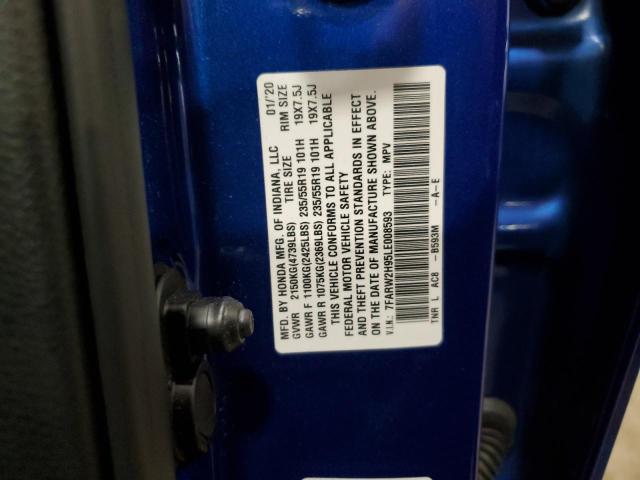 MFD. BY HONDA MFG. OF INDIANA, LLC 01/'20
GVWR 2150KG(4739LBS) TIRE SIZE RIM SIZE
GAWR F 1100KG(2425LBS) 235/55R19 101H 19X7.5J
GAWR R 1075KG(2369LBS) 235/55R19 101H 19X7.5J
THIS VEHICLE CONFORMS TO ALL APPLICABLE
FEDERAL MOTOR VEHICLE SAFETY
AND THEFT PREVENTION STANDARDS IN EFFECT
ON THE DATE OF MANUFACTURE SHOWN ABOVE.
V.I.N.: 7FARW2H95LE008593 TYPE: MPV
TNR L AC8 -B593M -A-E